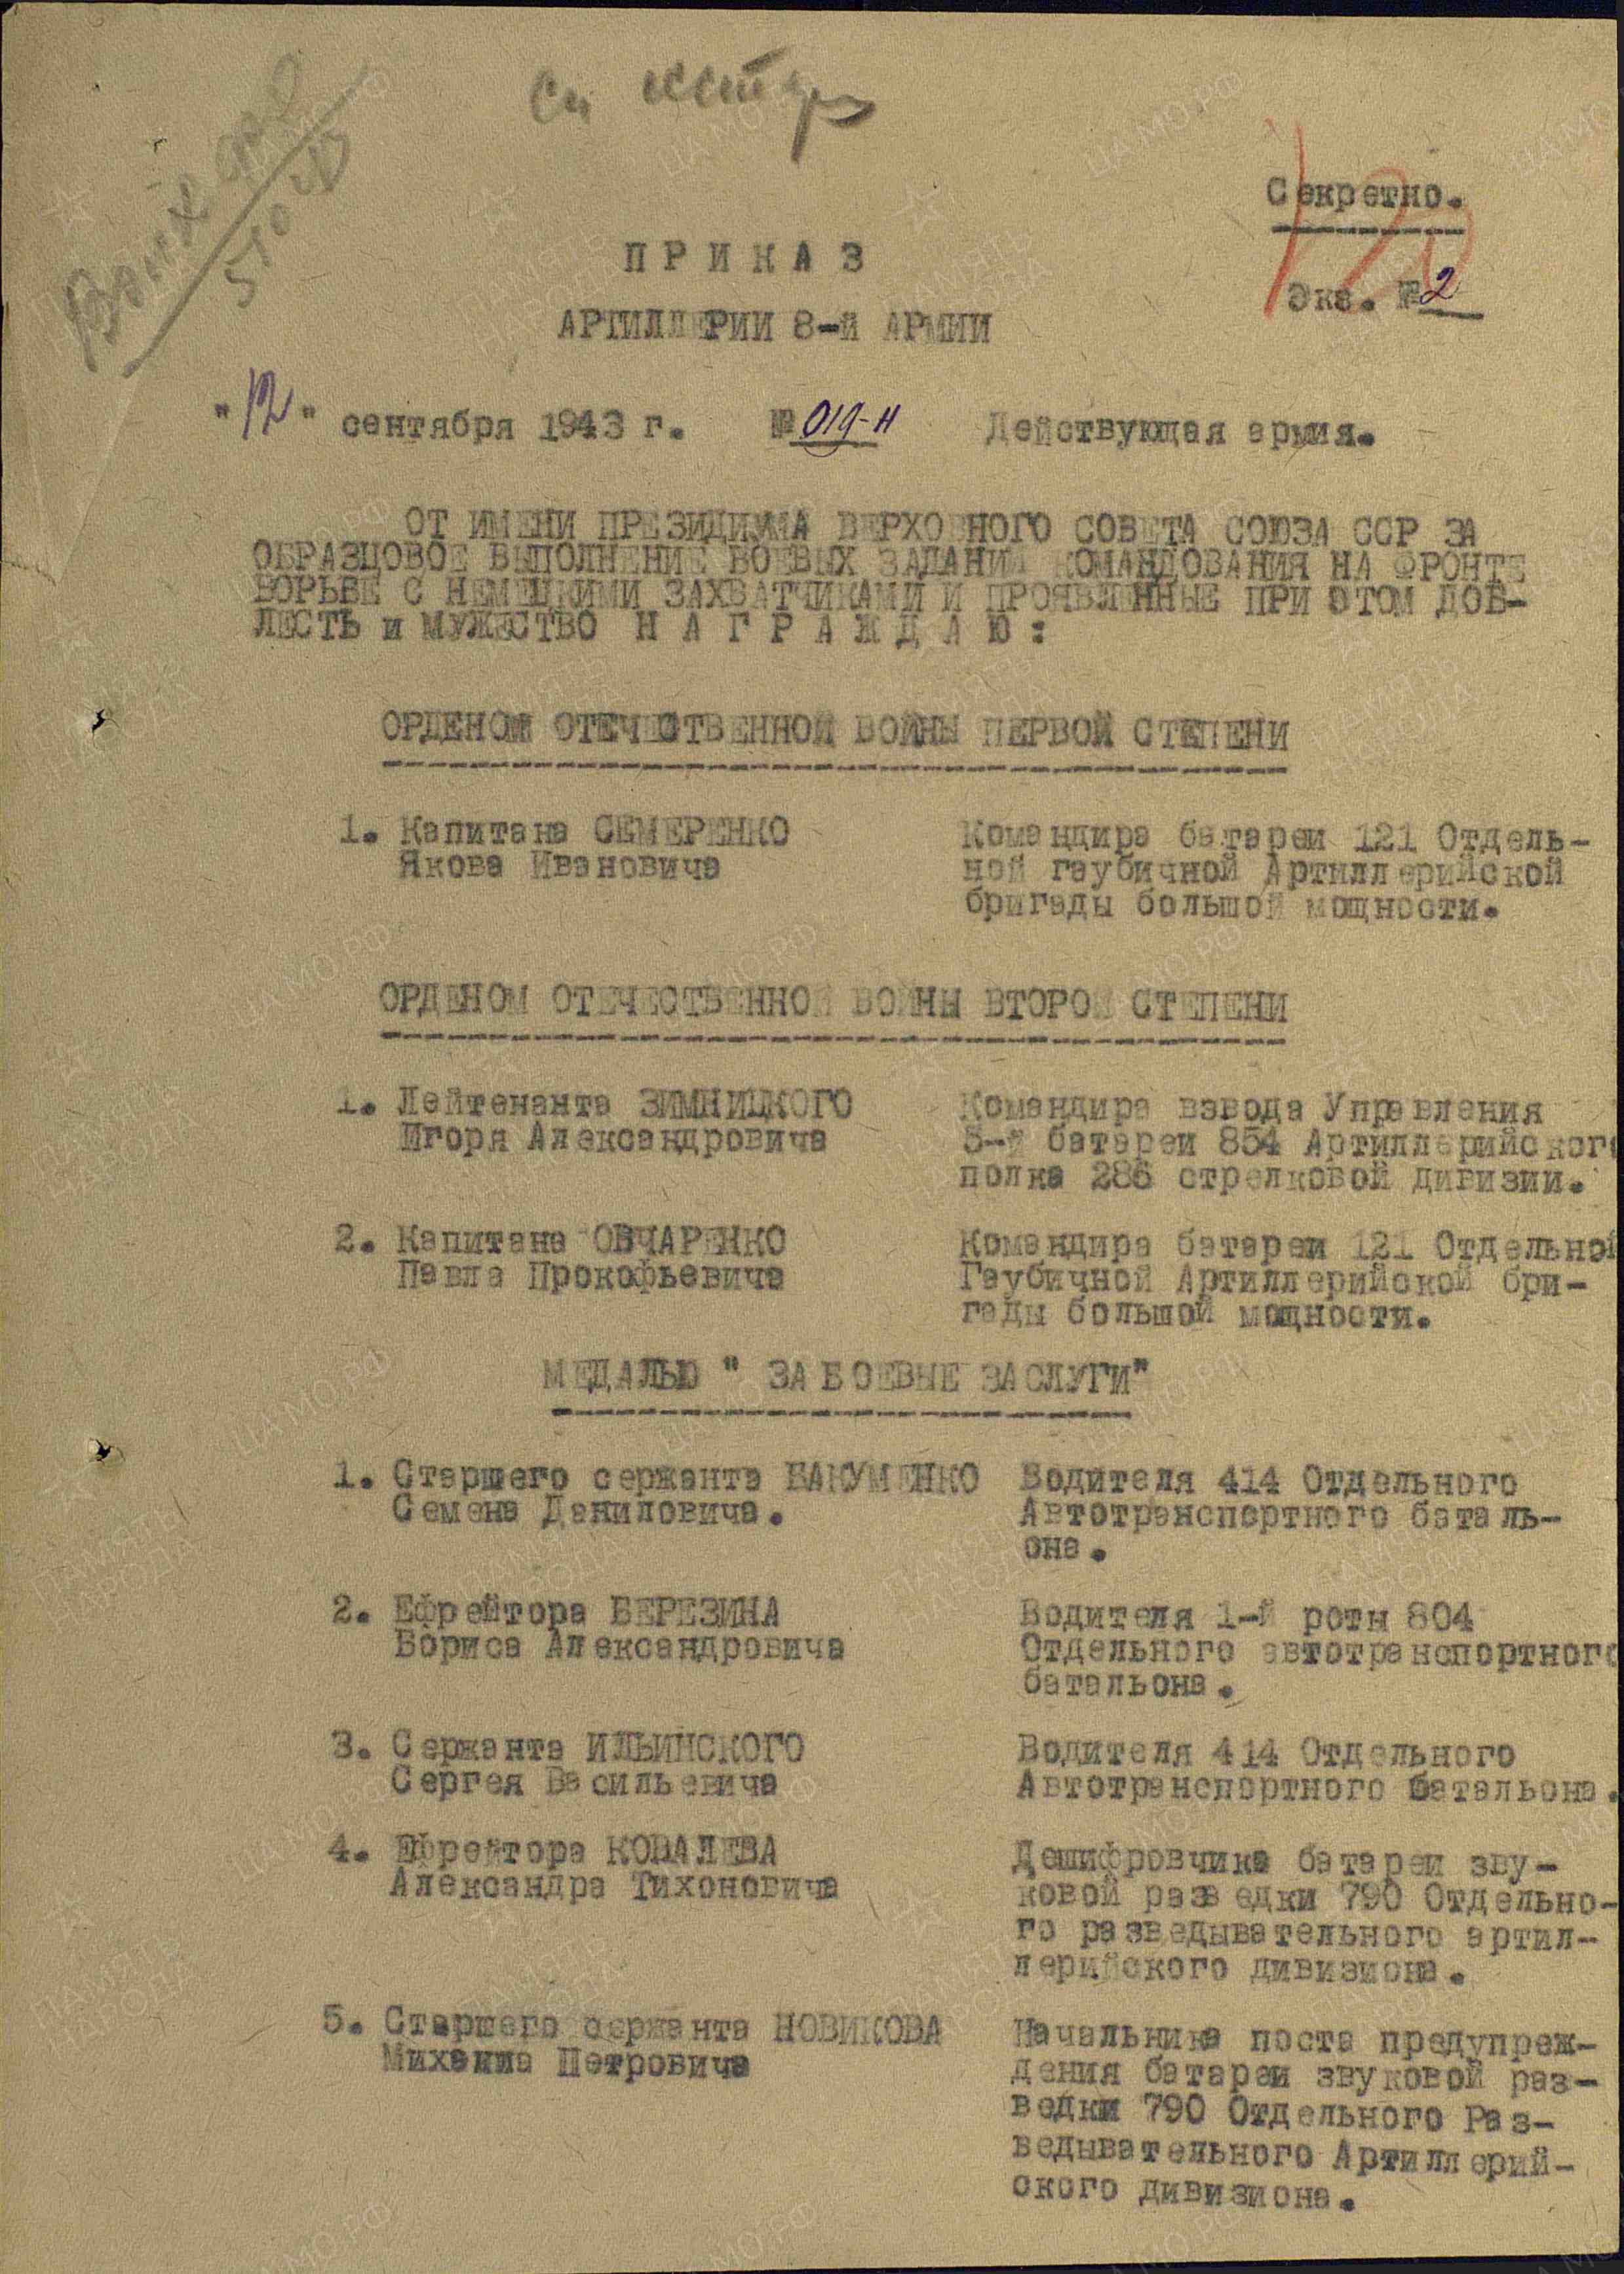 Секретно.
Экз. №2
П Р И К А З
АРТИЛЛЕРИИ 8-й АРМИИ
"12" сентября 1943 г. № 019-н Действующая армия.
ОТ ИМЕНИ ПРЕЗИДИУМА ВЕРХОВНОГО СОВЕТА СОЮЗА ССР ЗА
ОБРАЗЦОВОЕ ВЫПОЛНЕНИЕ БОЕВЫХ ЗАДАНИЙ КОМАНДОВАНИЯ НА ФРОНТЕ
БОРЬБЕ С НЕМЕЦКИМИ ЗАХВАТЧИКАМИ И ПРОЯВЛЕННЫЕ ПРИ ЭТОМ ДОБ-
ЛЕСТЬ и МУЖЕСТВО Н А Г Р А Ж Д А Ю :
ОРДЕНОМ ОТЕЧЕСТВЕННОЙ ВОЙНЫ ПЕРВОЙ СТЕПЕНИ
1. Капитана СЕМЕРЕНКО
Якова Ивановича
Командира батареи 121 Отдель-
ной гаубичной Артиллерийской
бригады большой мощности.
ОРДЕНОМ ОТЕЧЕСТВЕННОЙ ВОЙНЫ ВТОРОЙ СТЕПЕНИ
1. Лейтенанта ЗИМНИЦКОГО
Игоря Александровича
Командира взвода Управления
5-й батареи 854 Артиллерийского
полка 286 стрелковой дивизии.
2. Капитана ОВЧАРЕНКО
Павла Прокофьевича
Командира батареи 121 Отдельной
Гаубичной Артиллерийской бри-
гады большой мощности.
МЕДАЛЬЮ " ЗА БОЕВЫЕ ЗАСЛУГИ"
1. Старшего сержанта БАКУМЕНКО
Семена Даниловича.
Водителя 414 Отдельного
Автотранспортного баталь-
она.
2. Ефрейтора БЕРЕЗИНА
Бориса Александровича
Водителя 1-й роты 804
Отдельного автотранспортного
батальона.
3. Сержанта ИЛЬИНСКОГО
Сергея Васильевича
Водителя 414 Отдельного
Автотранспортного батальона.
4. Ефрейтора КОВАЛЕВА
Александра Тихоновича
Дешифровчика батареи зву-
ковой разведки 790 Отдельно-
го разведывательного артил-
лерийского дивизиона.
5. Старшего сержанта НОВИКОВА
Михаила Петровича
Начальника поста предупреж-
дения батареи звуковой раз-
ведки 790 Отдельного Раз-
ведывательного Артиллерий-
ского дивизиона.